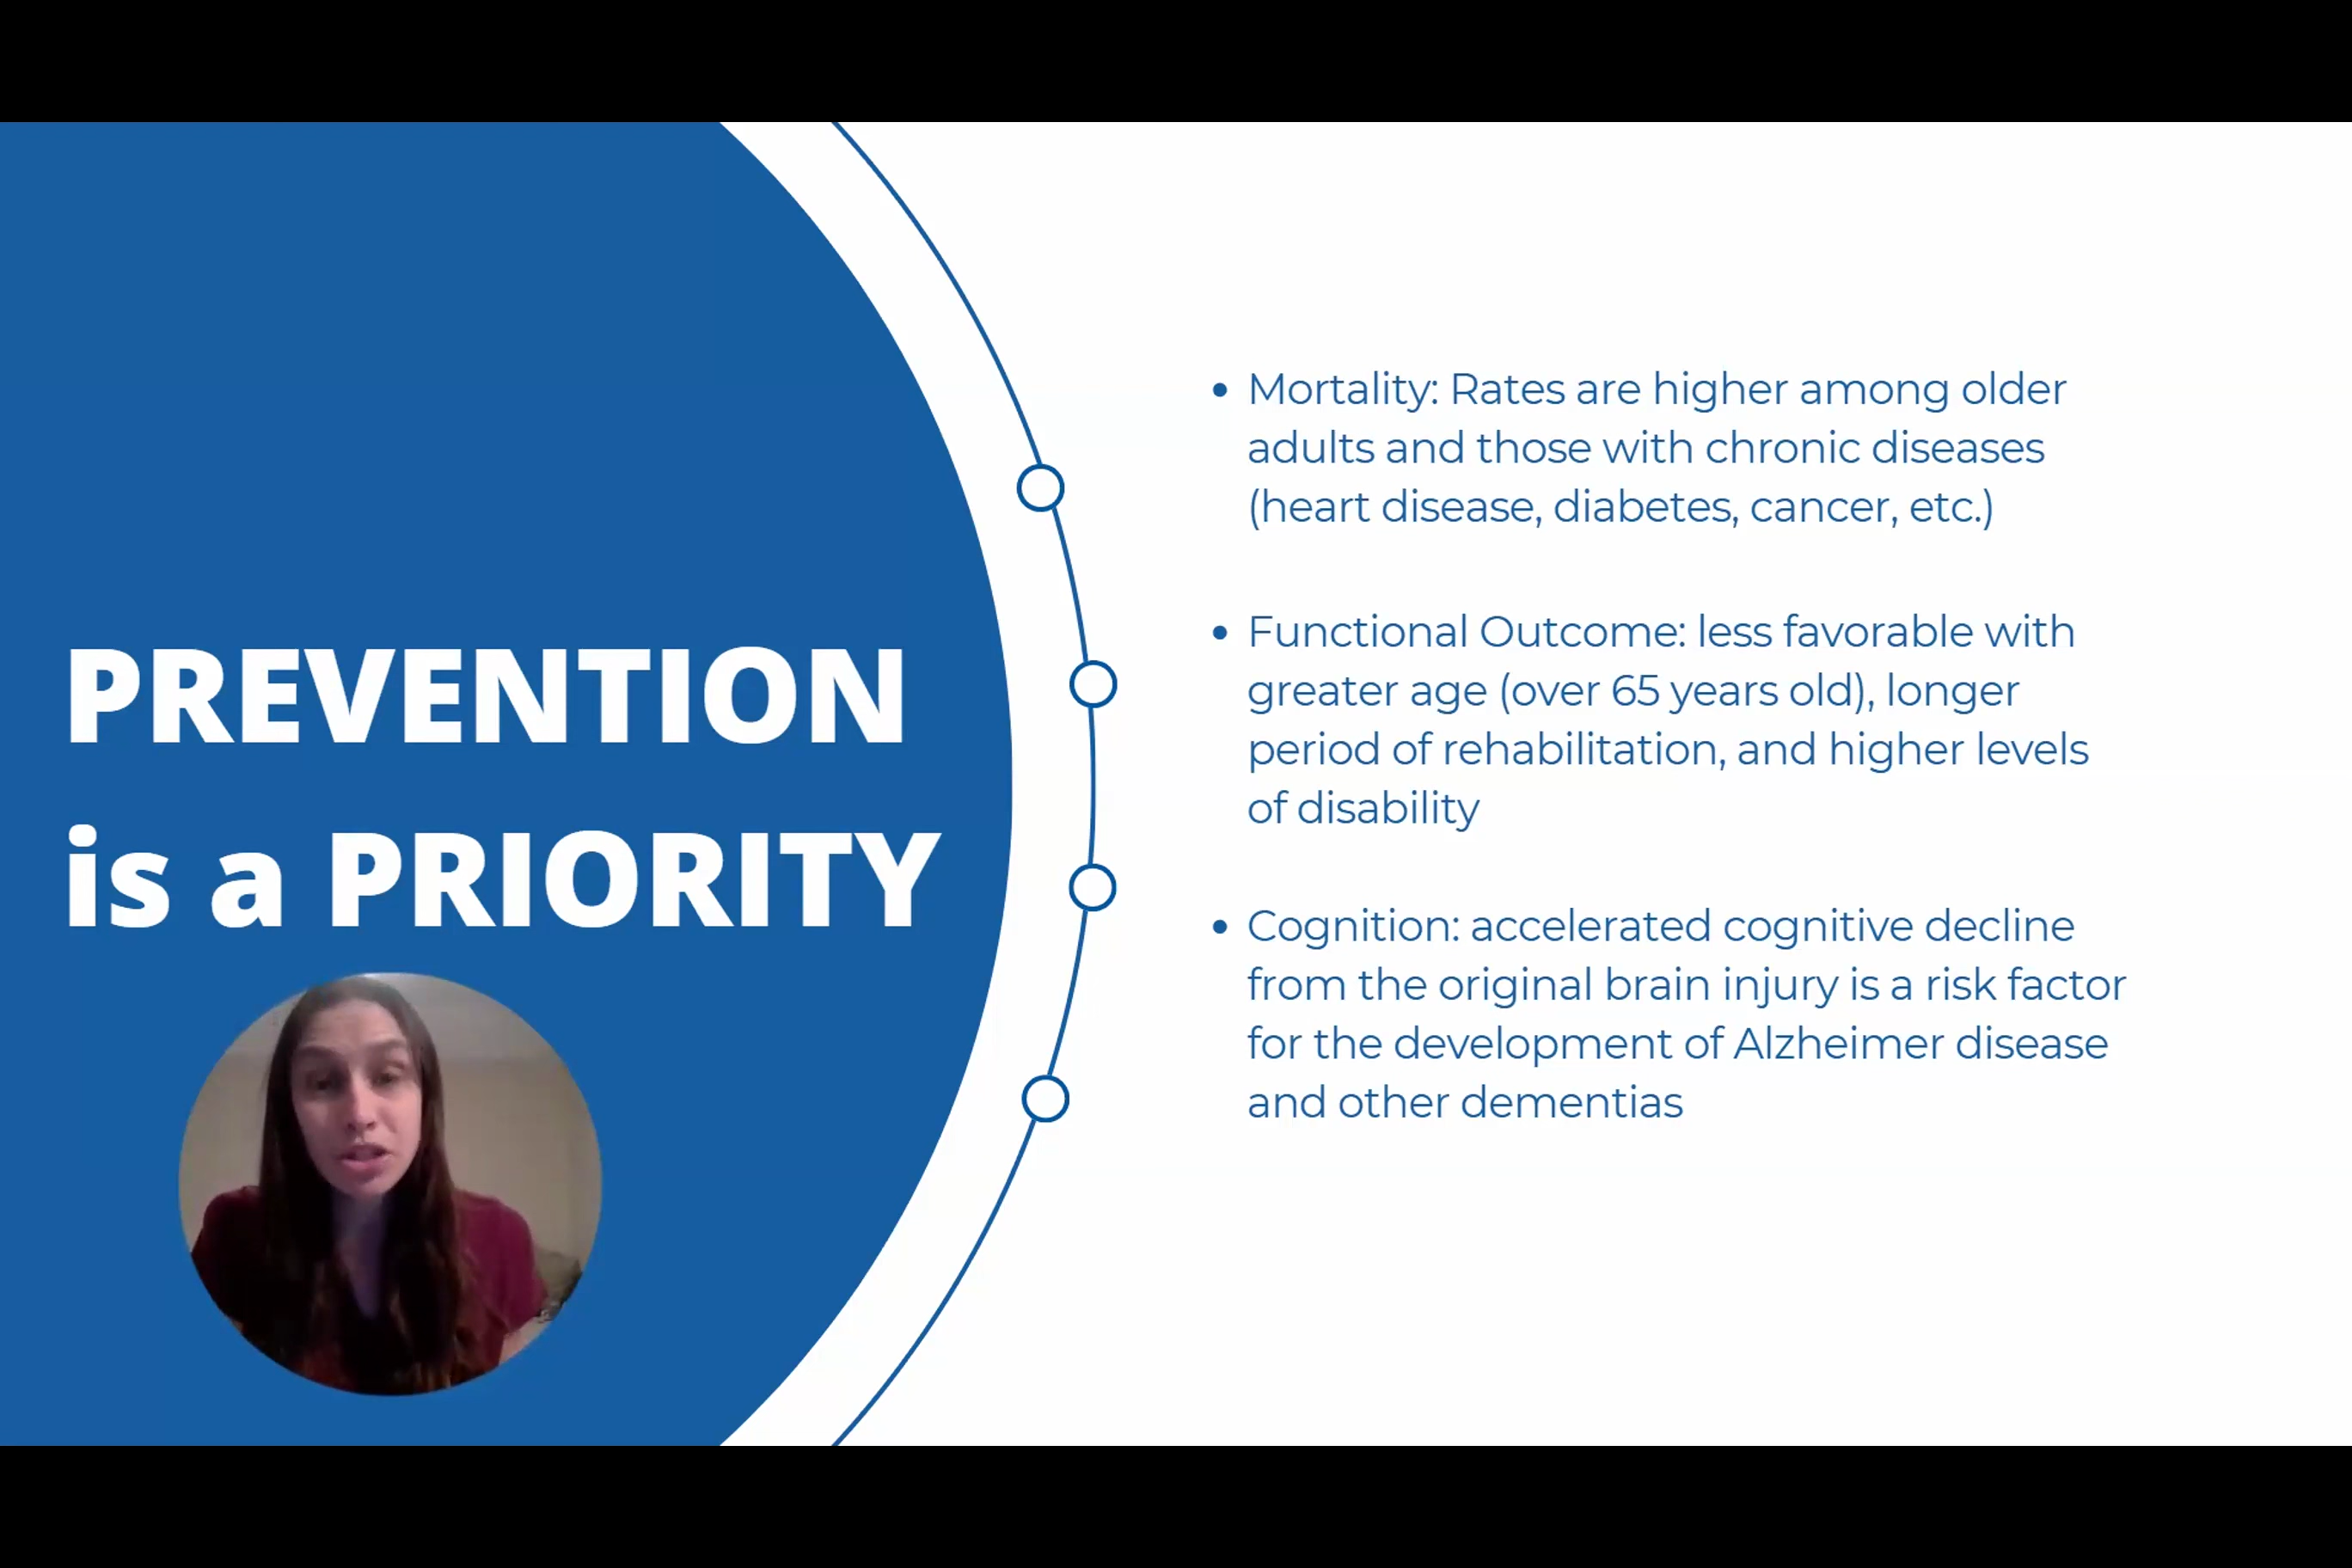 PREVENTION
is a PRIORITY
• Mortality: Rates are higher among older
adults and those with chronic diseases
(heart disease, diabetes, cancer, etc.)
• Functional Outcome: less favorable with
greater age (over 65 years old), longer
period of rehabilitation, and higher levels
of disability
• Cognition: accelerated cognitive decline
from the original brain injury is a risk factor
for the development of Alzheimer disease
and other dementias